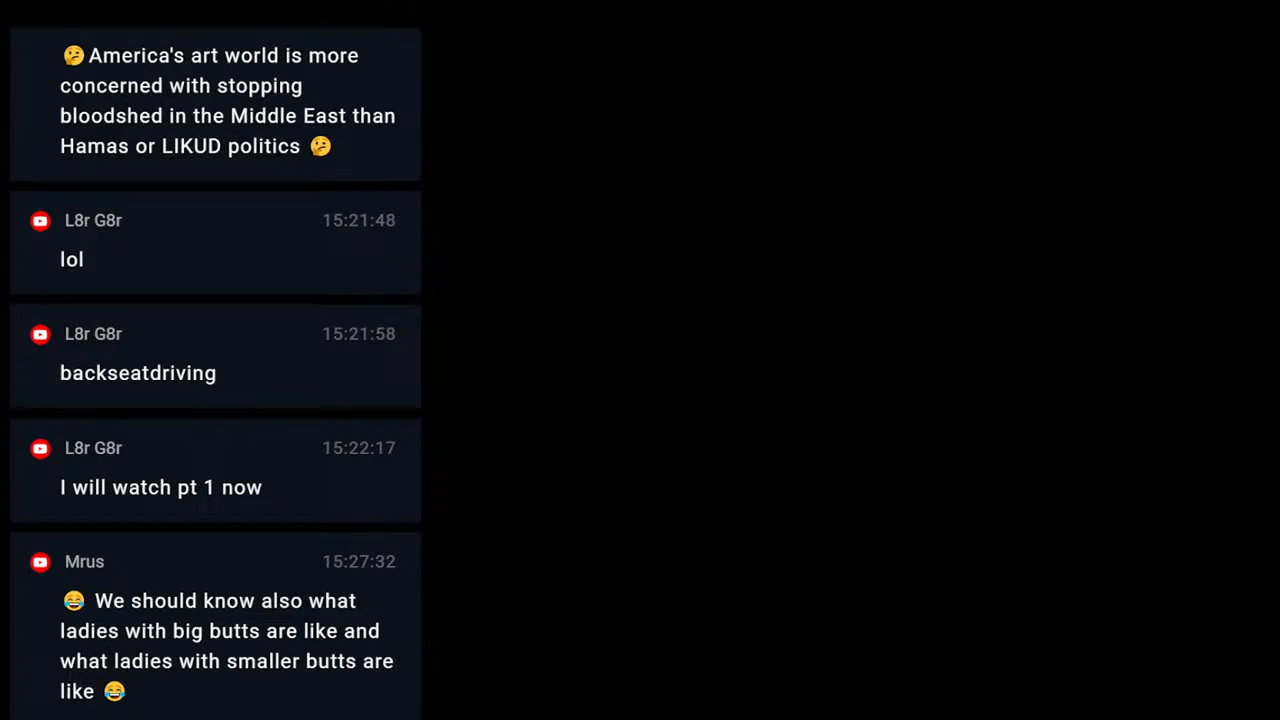 🤔America's art world is more
concerned with stopping
bloodshed in the Middle East than
Hamas or LIKUD politics 🤔
L8r G8r 15:21:48
lol
L8r G8r 15:21:58
backseatdriving
L8r G8r 15:22:17
I will watch pt 1 now
Mrus 15:27:32
😂 We should know also what
ladies with big butts are like and
what ladies with smaller butts are
like 😂